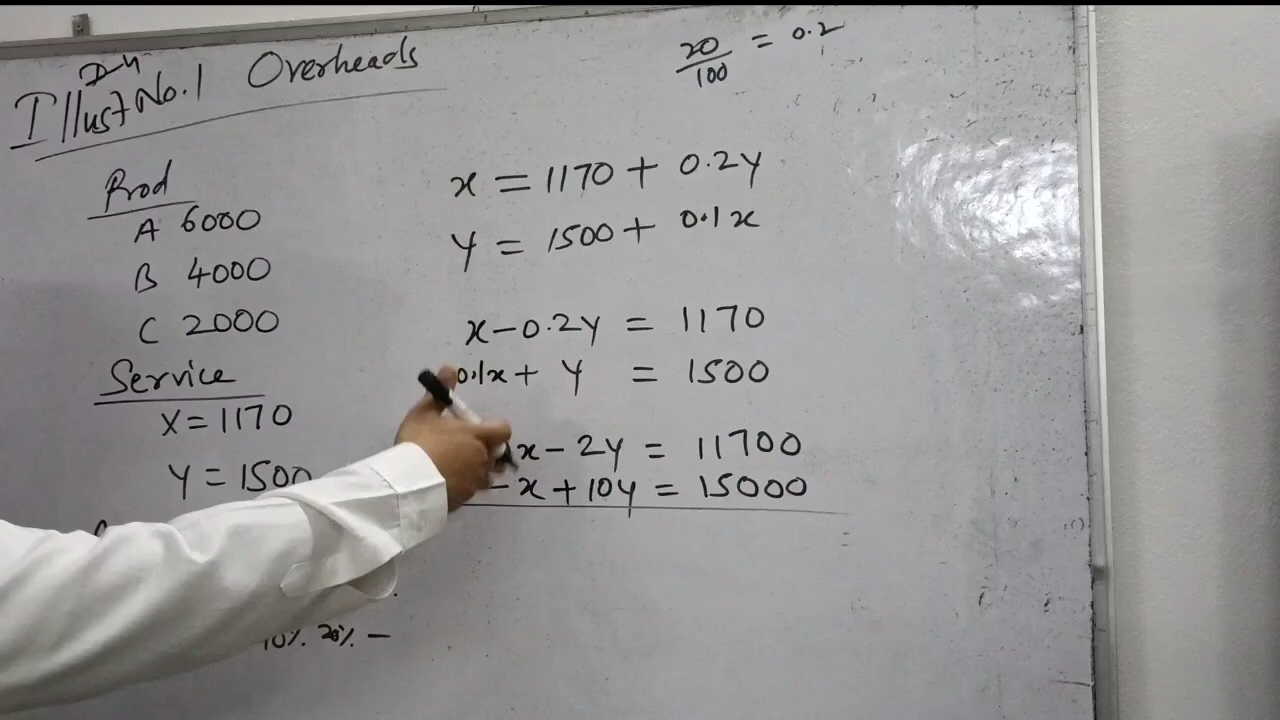 D-4
Illust No.1 Overheads
20/100 = 0.2
Prod
A 6000
B 4000
C 2000
Service
X = 1170
Y = 1500
10% 20% -
x = 1170 + 0.2y
Y = 1500 + 0.1x
x - 0.2y = 1170
0.1x + y = 1500
x - 2y = 11700
- x + 10y = 15000